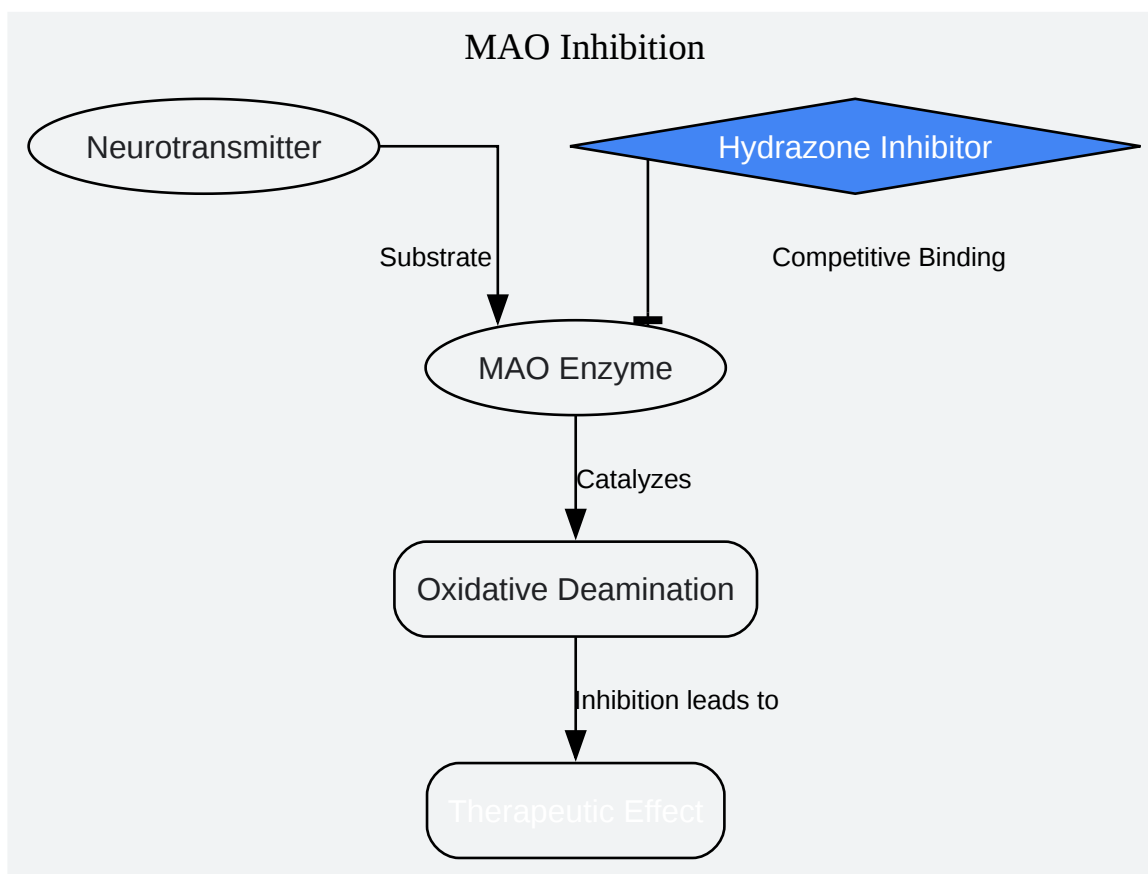 MAO Inhibition
Neurotransmitter
Hydrazone Inhibitor
Substrate
Competitive Binding
MAO Enzyme
Catalyzes
Oxidative Deamination
Inhibition leads to
Therapeutic Effect